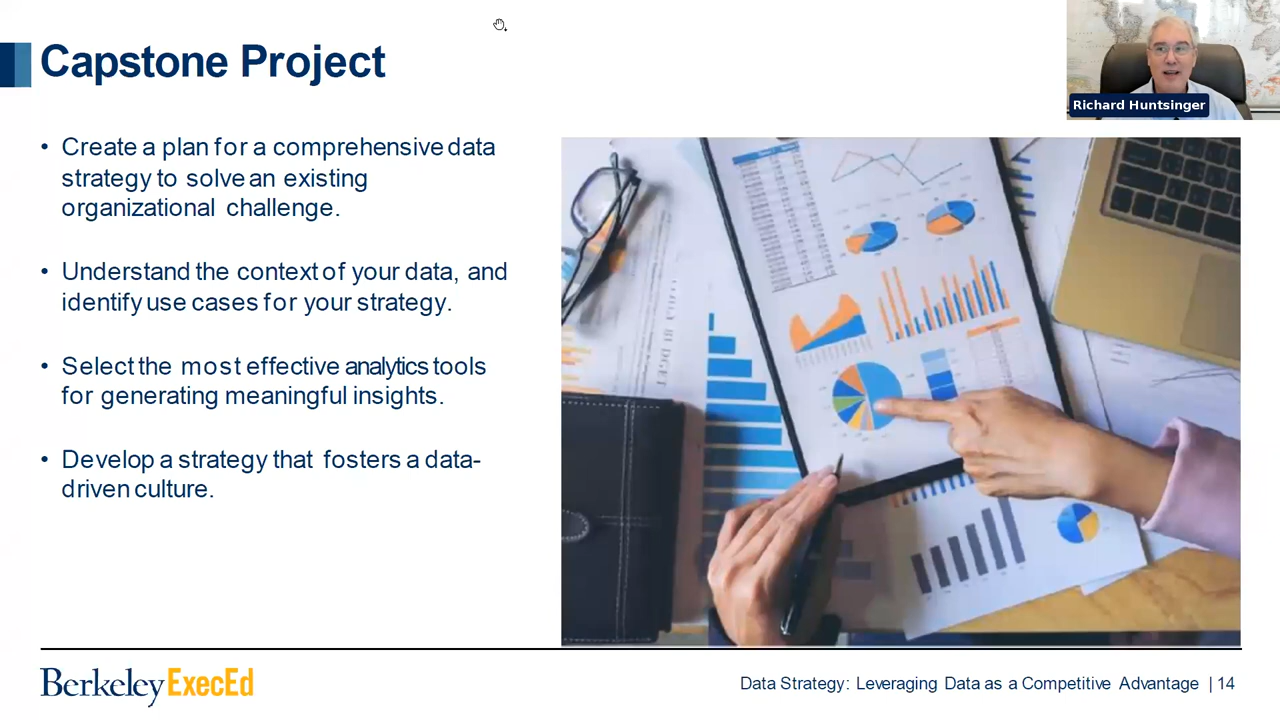 Capstone Project
Richard Huntsinger
• Create a plan for a comprehensive data
strategy to solve an existing
organizational challenge.
• Understand the context of your data, and
identify use cases for your strategy.
• Select the most effective analytics tools
for generating meaningful insights.
• Develop a strategy that fosters a data-
driven culture.
Berkeley ExecEd
Data Strategy: Leveraging Data as a Competitive Advantage | 14